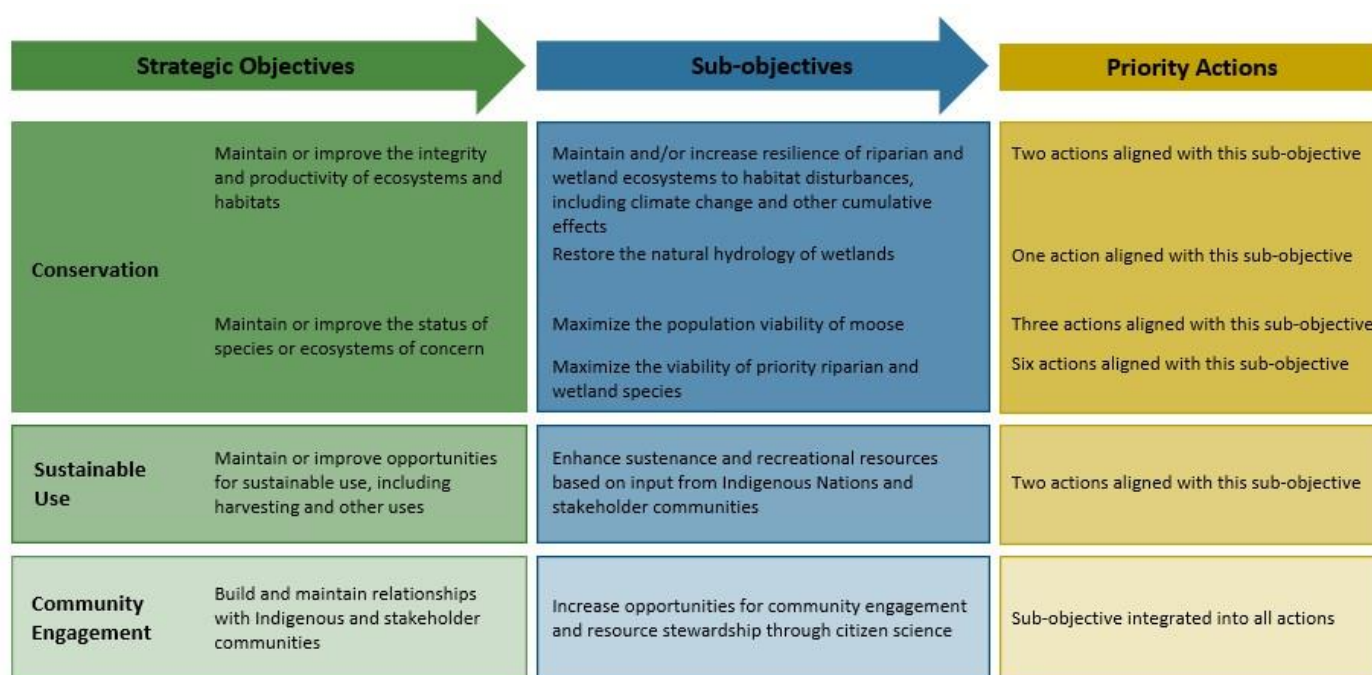 Strategic Objectives
Sub-objectives
Priority Actions
Conservation
Maintain or improve the integrity
and productivity of ecosystems and
habitats
Maintain and/or increase resilience of riparian and
wetland ecosystems to habitat disturbances,
including climate change and other cumulative
effects
Two actions aligned with this sub-objective
Restore the natural hydrology of wetlands
One action aligned with this sub-objective
Maintain or improve the status of
species or ecosystems of concern
Maximize the population viability of moose
Three actions aligned with this sub-objective
Maximize the viability of priority riparian and
wetland species
Six actions aligned with this sub-objective
Sustainable
Use
Maintain or improve opportunities
for sustainable use, including
harvesting and other uses
Enhance sustenance and recreational resources
based on input from Indigenous Nations and
stakeholder communities
Two actions aligned with this sub-objective
Community
Engagement
Build and maintain relationships
with Indigenous and stakeholder
communities
Increase opportunities for community engagement
and resource stewardship through citizen science
Sub-objective integrated into all actions